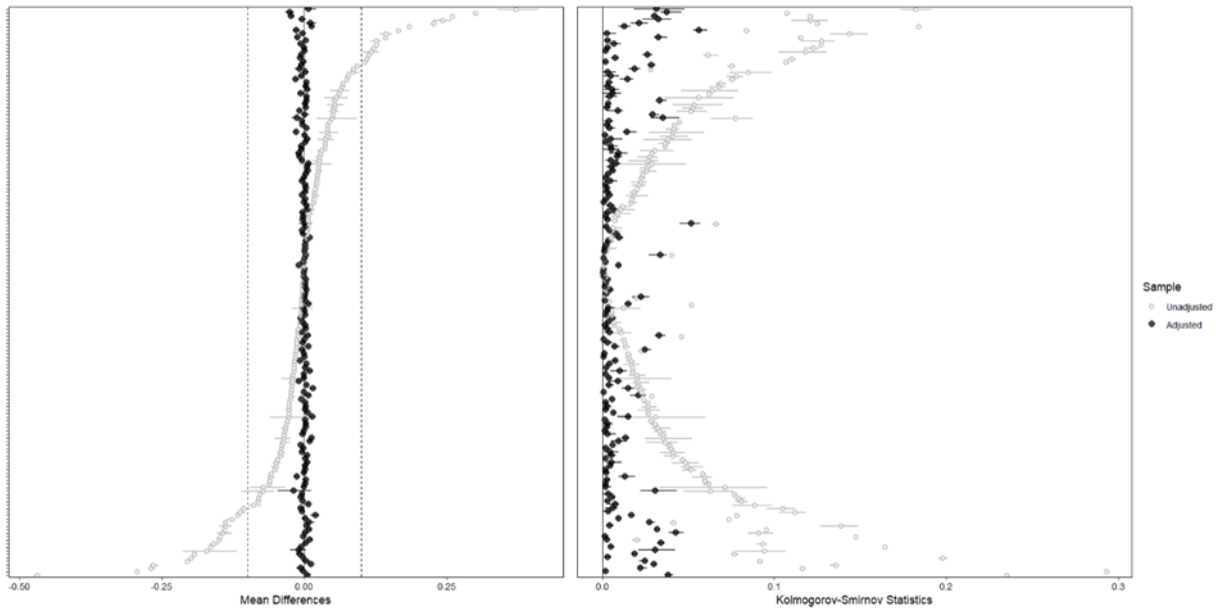 Sample
Unadjusted
Adjusted
-0.50
-0.25
0.00
0.25
0.0
0.1
0.2
0.3
Mean Differences
Kolmogorov-Smirnov Statistics